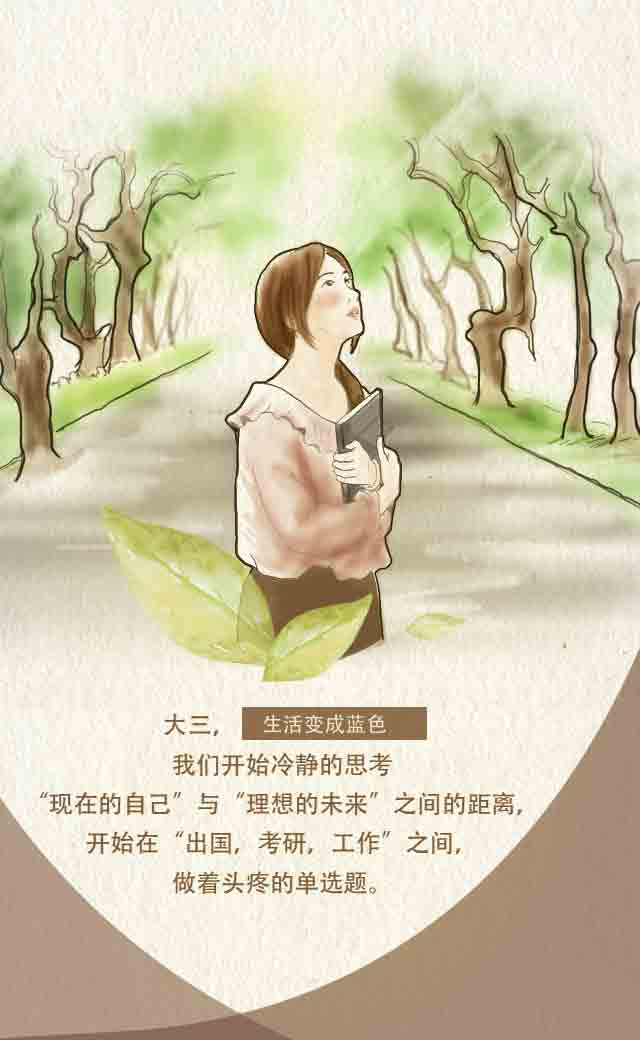 大三，生活变成蓝色
我们开始冷静的思考
“现在的自己”与“理想的未来”之间的距离，
开始在“出国，考研，工作”之间，
做着头疼的单选题。